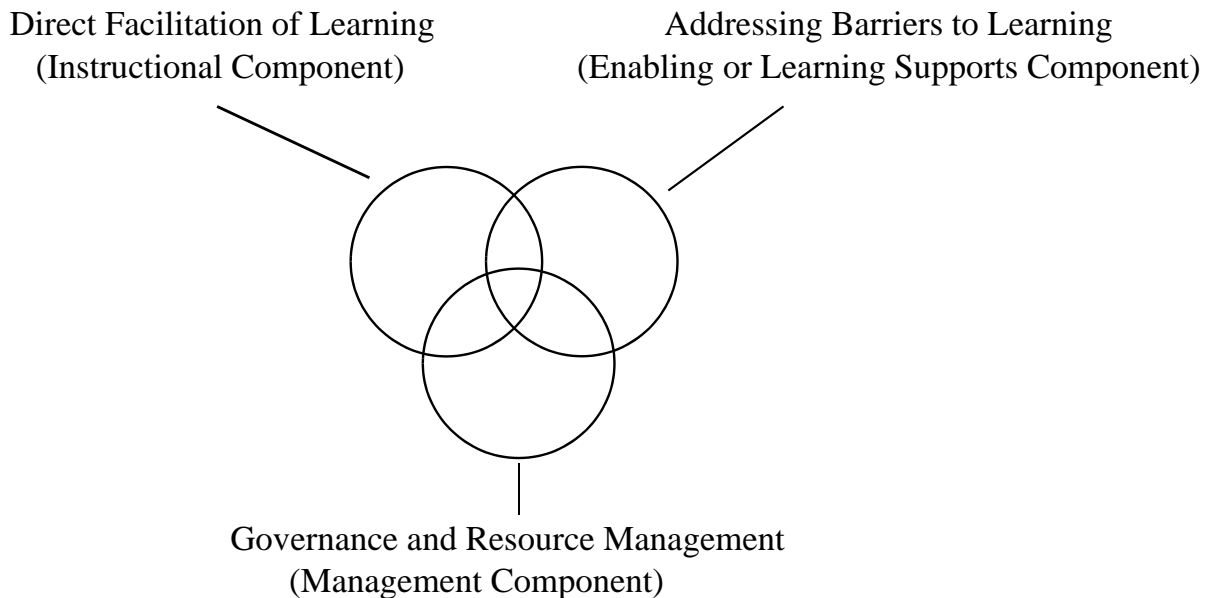 Direct Facilitation of Learning
(Instructional Component)
Addressing Barriers to Learning
(Enabling or Learning Supports Component)
Governance and Resource Management
(Management Component)